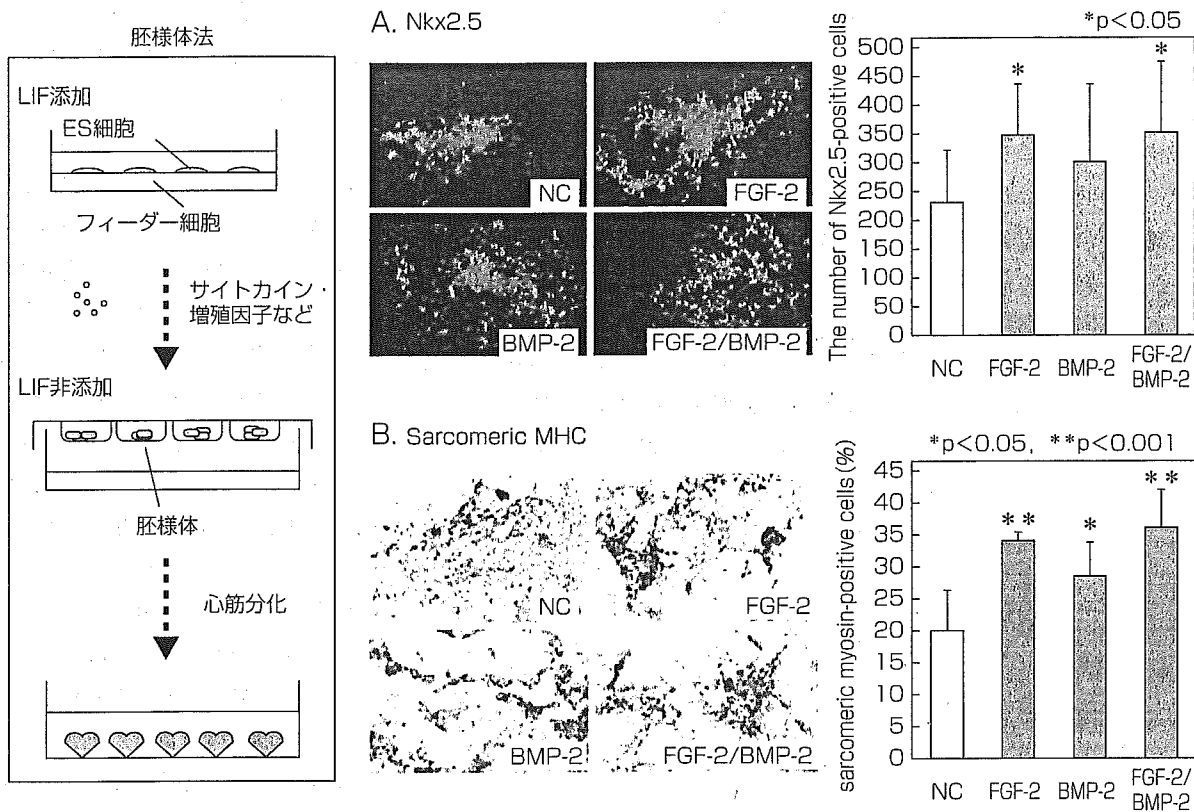 胚様体法
LIF添加
ES細胞
フィーダー細胞
サイトカイン・
増殖因子など
LIF非添加
胚様体
心筋分化
A. Nkx2.5
NC
FGF-2
BMP-2
FGF-2/BMP-2
*p<0.05
The number of Nkx2.5-positive cells
500
450
400
350
300
250
200
150
100
50
0
*
*
NC
FGF-2
BMP-2
FGF-2/
BMP-2
B. Sarcomeric MHC
NC
FGF-2
BMP-2
FGF-2/BMP-2
*p<0.05, **p<0.001
sarcomeric myosin-positive cells (%)
45
40
35
30
25
20
15
10
5
0
**
*
**
NC
FGF-2
BMP-2
FGF-2/
BMP-2